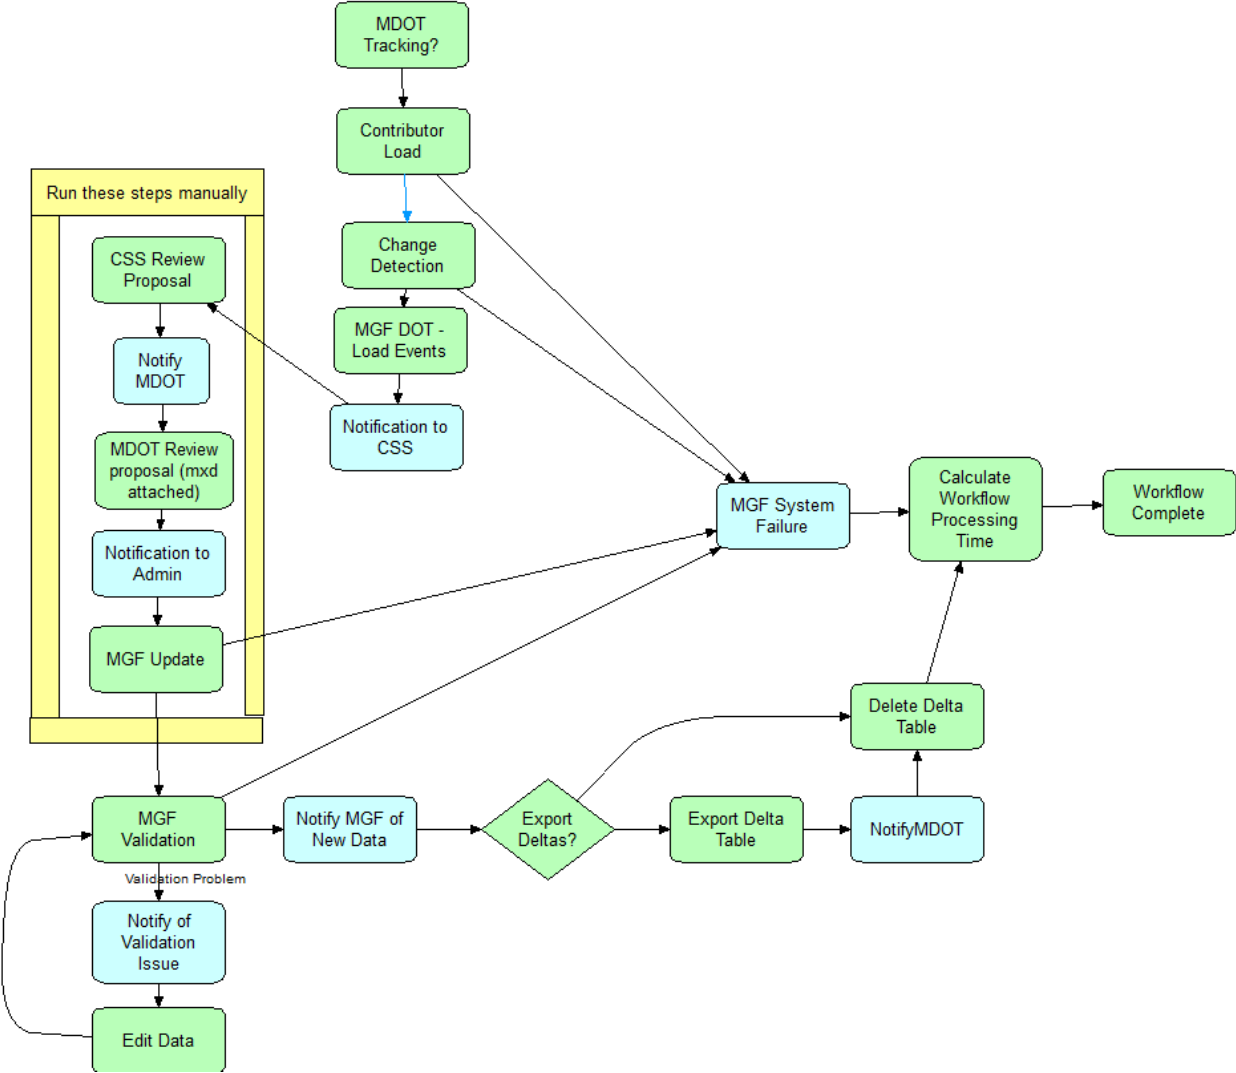 MDOT
Tracking?
Contributor
Load
Run these steps manually
Change
Detection
CSS Review
Proposal
MGF DOT -
Load Events
Notify
MDOT
Notification to
CSS
MDOT Review
proposal (mxd
attached)
Notification to
Admin
MGF Update
MGF System
Failure
Calculate
Workflow
Processing
Time
Workflow
Complete
Delete Delta
Table
MGF
Validation
Notify MGF of
New Data
Export
Deltas?
Export Delta
Table
NotifyMDOT
Validation Problem
Notify of
Validation
Issue
Edit Data